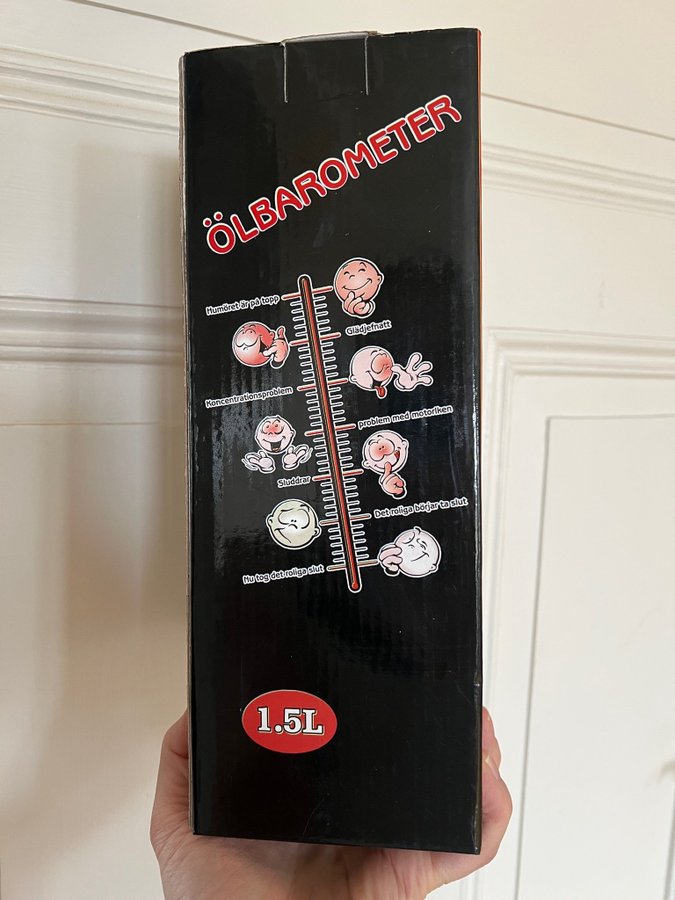 ÖLBAROMETER
Humöret är på topp
Glädjefnatt
Koncentrationsproblem
problem med motoriken
Sluddrar
Det roliga börjar ta slut
Nu tog det roliga slut
1.5L